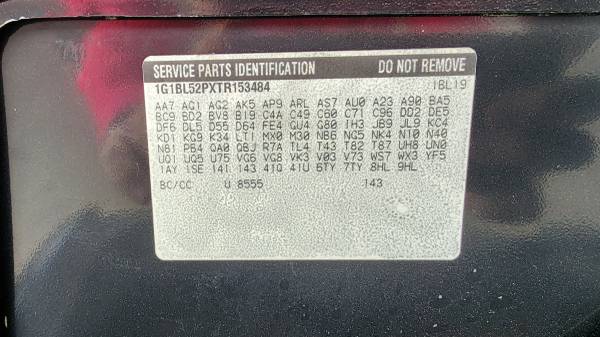 SERVICE PARTS IDENTIFICATION DO NOT REMOVE
1G1BL52PXTR153484 1BL19
AA7 AG1 AG2 AK5 AP9 ARL AS7 AU0 A23 A90 BA5
BC9 BD2 BV8 B19 C4A C49 C60 C71 C96 DD2 DE5
DF6 DL5 D55 D64 FE4 GU4 G80 IH3 JB9 JL9 KC4
KD1 KG9 K34 LT1 MX0 M30 NB6 NG5 NK4 N10 N40
N81 PB4 QA0 QBJ R7A TL4 T43 T82 T87 UH8 UN0
UQ1 UQ5 U75 VG6 VG8 VK3 V03 V73 WS7 WX3 YF5
1AY 1SE 14I 143 41Q 41U 6TY 7TY 8HL 9HL
BC/CC U 8555 143